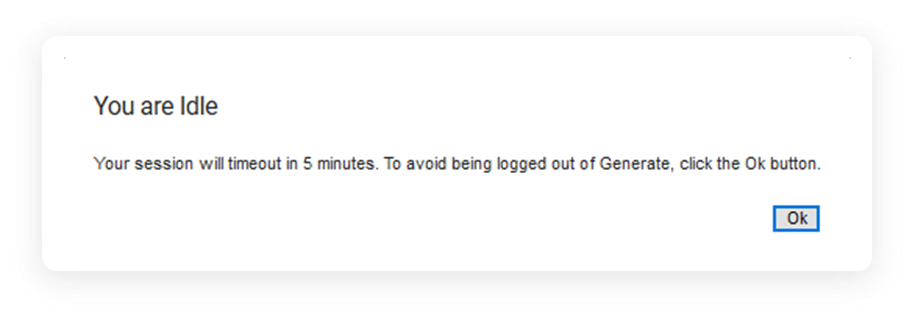 You are Idle
Your session will timeout in 5 minutes. To avoid being logged out of Generate, click the Ok button.
Ok